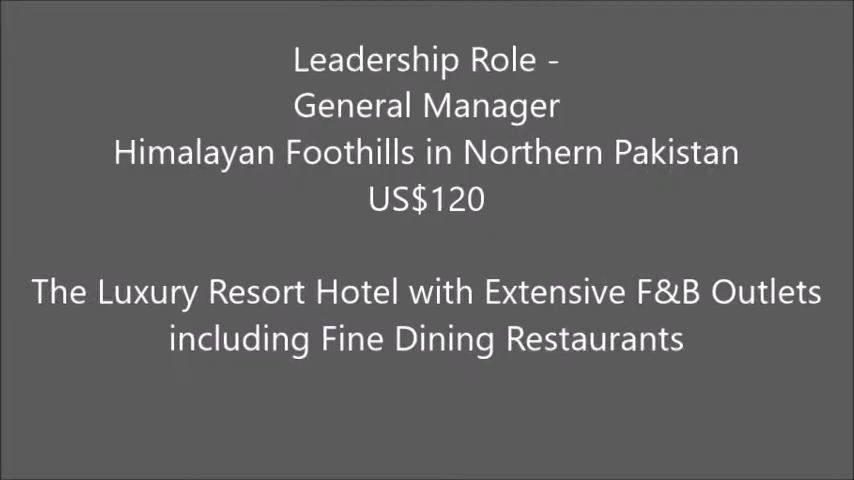 Leadership Role -
General Manager
Himalayan Foothills in Northern Pakistan
US$120
The Luxury Resort Hotel with Extensive F&B Outlets
including Fine Dining Restaurants